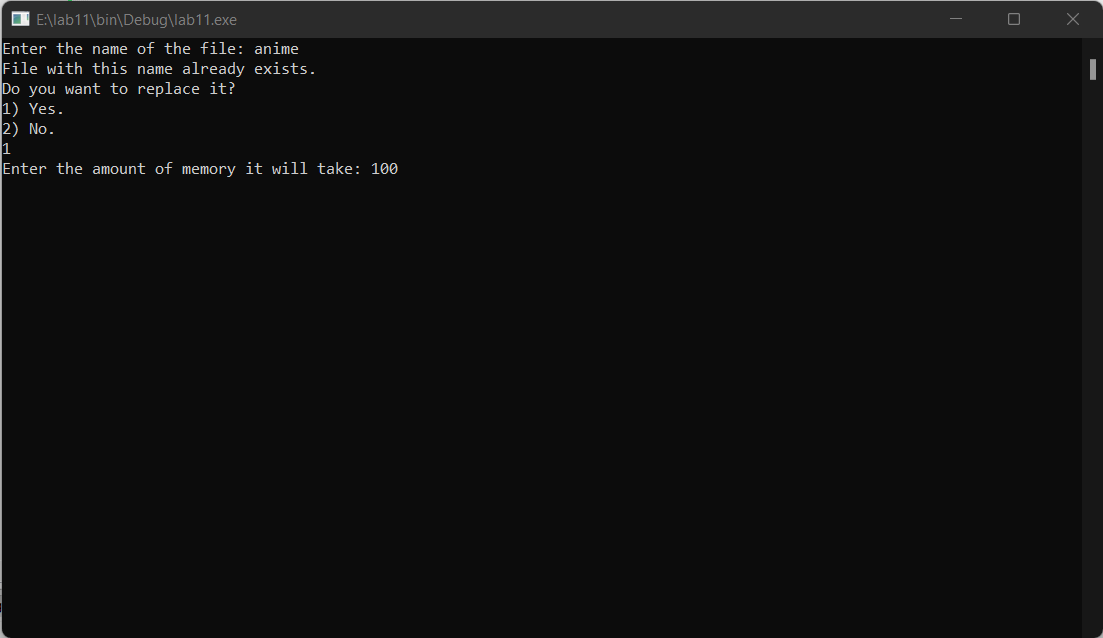 E:\lab11\bin\Debug\lab11.exe
Enter the name of the file: anime
File with this name already exists.
Do you want to replace it?
1) Yes.
2) No.
1
Enter the amount of memory it will take: 100